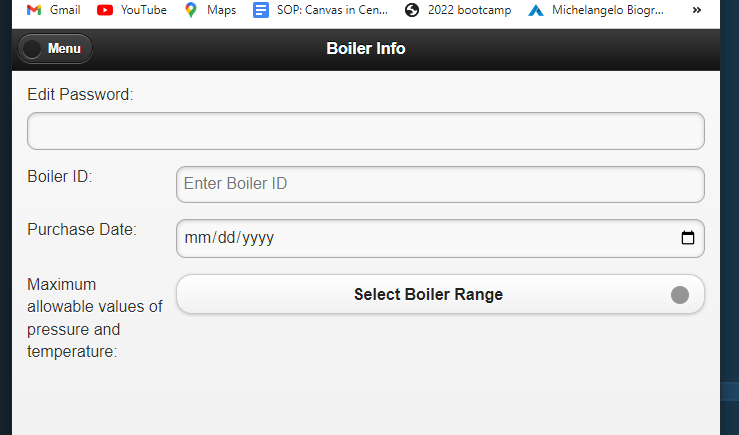 Gmail YouTube Maps SOP: Canvas in Cen... 2022 bootcamp Michelangelo Biogr... »
Menu
Boiler Info
Edit Password:
Boiler ID:
Enter Boiler ID
Purchase Date:
mm/dd/yyyy
Maximum
allowable values of
pressure and
temperature:
Select Boiler Range